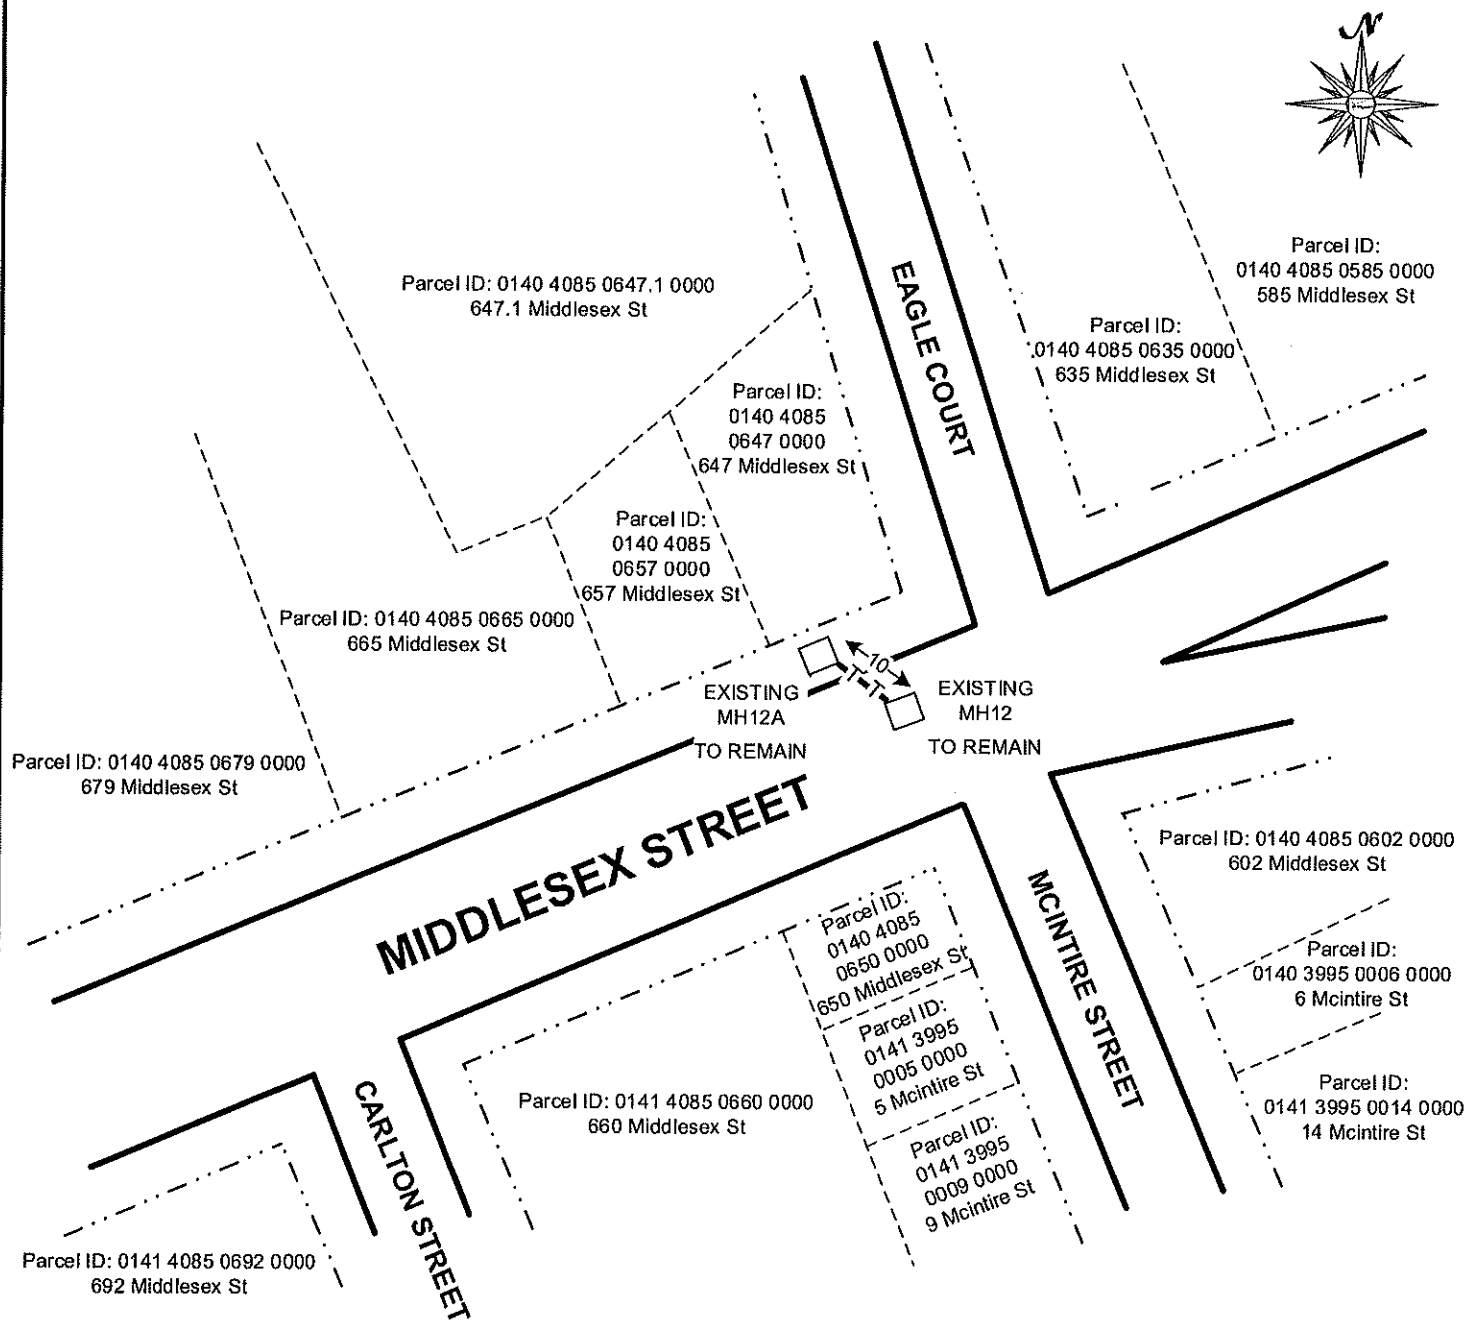 N
Parcel ID:
0140 4085 0585 0000
585 Middlesex St
Parcel ID: 0140 4085 0647.1 0000
647.1 Middlesex St
EAGLE COURT
Parcel ID:
0140 4085 0635 0000
635 Middlesex St
Parcel ID:
0140 4085
0647 0000
647 Middlesex St
Parcel ID:
0140 4085
0657 0000
657 Middlesex St
Parcel ID: 0140 4085 0665 0000
665 Middlesex St
10
T T
EXISTING
MH12A
TO REMAIN
EXISTING
MH12
TO REMAIN
Parcel ID: 0140 4085 0679 0000
679 Middlesex St
MIDDLESEX STREET
Parcel ID: 0140 4085 0602 0000
602 Middlesex St
Parcel ID:
0140 4085
0650 0000
650 Middlesex St
MCINTIRE STREET
Parcel ID:
0140 3995 0006 0000
6 Mcintire St
Parcel ID:
0141 3995
0005 0000
5 Mcintire St
Parcel ID:
0141 3995 0014 0000
14 Mcintire St
Parcel ID: 0141 4085 0660 0000
660 Middlesex St
CARLTON STREET
Parcel ID:
0141 3995
0009 0000
9 Mcintire St
Parcel ID: 0141 4085 0692 0000
692 Middlesex St